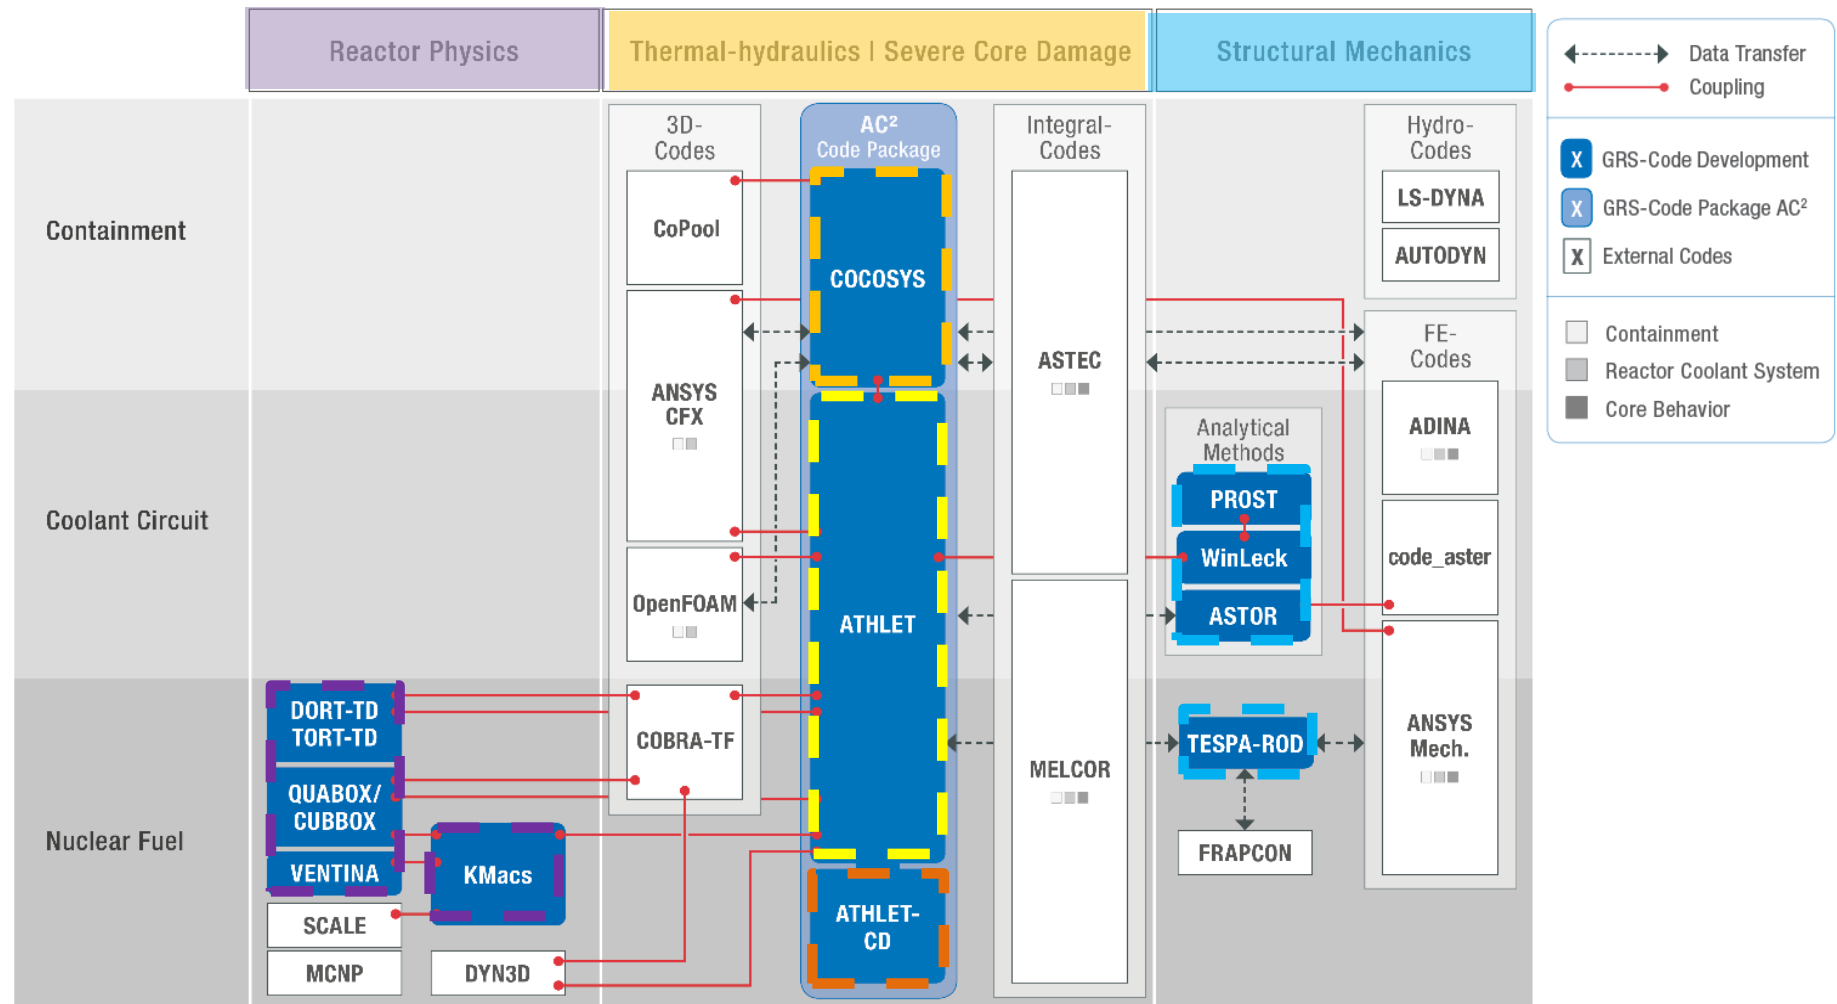 Reactor Physics
Thermal-hydraulics | Severe Core Damage
Structural Mechanics
Data Transfer
Coupling
X GRS-Code Development
X GRS-Code Package AC²
X External Codes
Containment
Reactor Coolant System
Core Behavior
Containment
Coolant Circuit
Nuclear Fuel
3D-
Codes
CoPool
ANSYS
CFX
OpenFOAM
COBRA-TF
AC²
Code Package
COCOSYS
ATHLET
ATHLET-
CD
Integral-
Codes
ASTEC
MELCOR
Hydro-
Codes
LS-DYNA
AUTODYN
FE-
Codes
ADINA
code_aster
ANSYS
Mech.
Analytical
Methods
PROST
WinLeck
ASTOR
TESPA-ROD
FRAPCON
DORT-TD
TORT-TD
QUABOX/
CUBBOX
VENTINA
KMacs
SCALE
MCNP
DYN3D